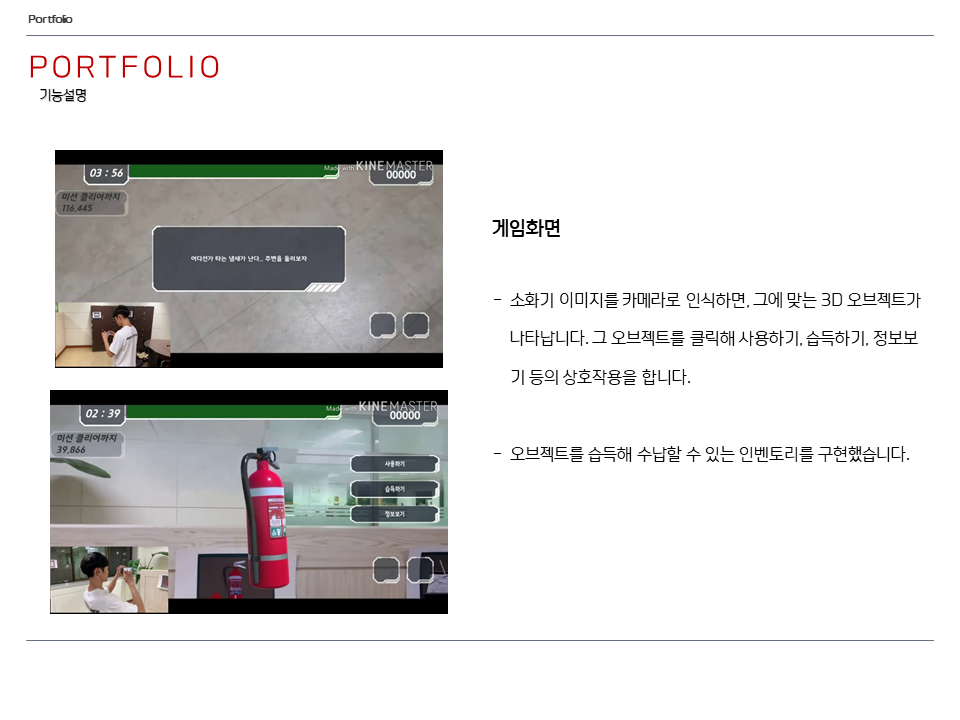 Portfolio
PORTFOLIO
기능설명
03 : 56
Made with KINEMASTER
00000
미션 클리어까지
116,445
어디선가 타는 냄새가 난다.. 주변을 둘러보자
02 : 39
Made with KINEMASTER
00000
미션 클리어까지
39,866
사용하기
습득하기
정보보기
게임화면
- 소화기 이미지를 카메라로 인식하면, 그에 맞는 3D 오브젝트가
나타납니다. 그 오브젝트를 클릭해 사용하기, 습득하기, 정보보
기 등의 상호작용을 합니다.
- 오브젝트를 습득해 수납할 수 있는 인벤토리를 구현했습니다.